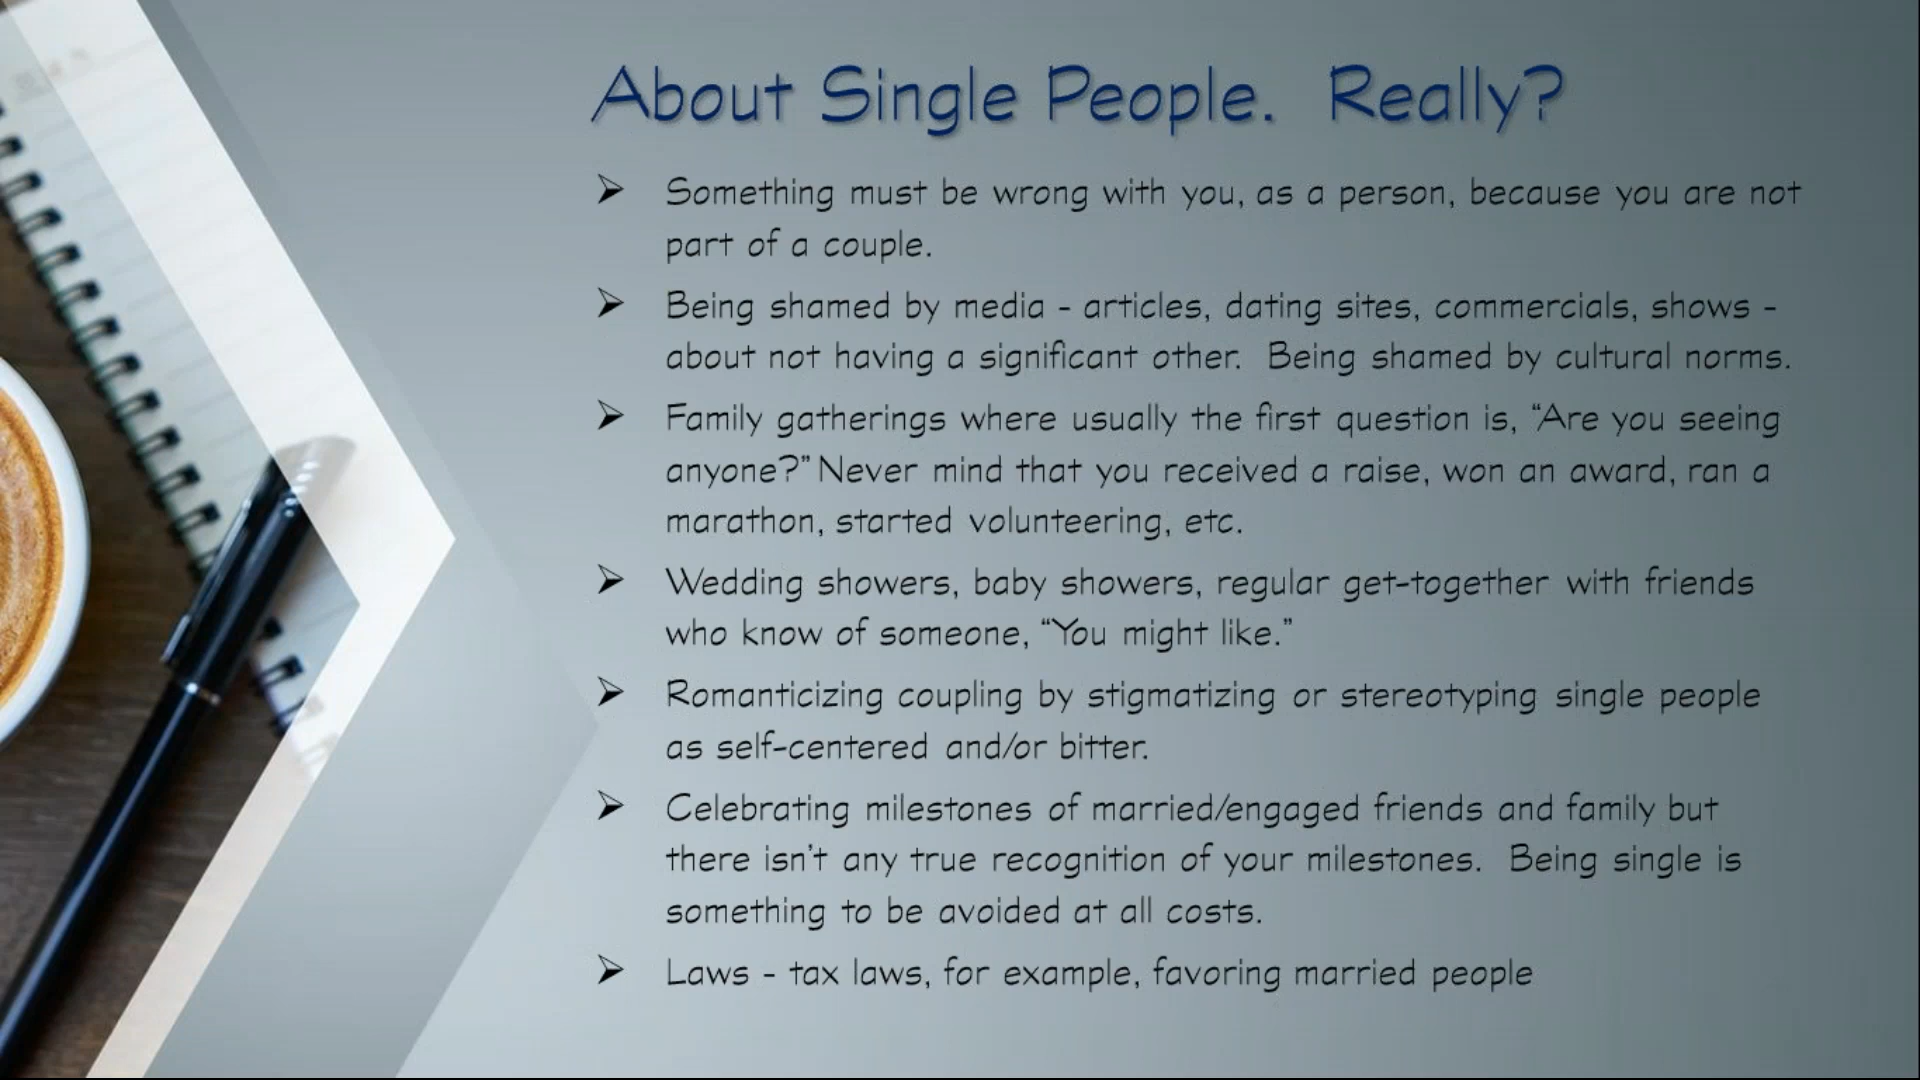 About Single People.  Really?
➢ Something must be wrong with you, as a person, because you are not
part of a couple.
➢ Being shamed by media - articles, dating sites, commercials, shows -
about not having a significant other.  Being shamed by cultural norms.
➢ Family gatherings where usually the first question is, “Are you seeing
anyone?” Never mind that you received a raise, won an award, ran a
marathon, started volunteering, etc.
➢ Wedding showers, baby showers, regular get-together with friends
who know of someone, “You might like.”
➢ Romanticizing coupling by stigmatizing or stereotyping single people
as self-centered and/or bitter.
➢ Celebrating milestones of married/engaged friends and family but
there isn’t any true recognition of your milestones.  Being single is
something to be avoided at all costs.
➢ Laws - tax laws, for example, favoring married people